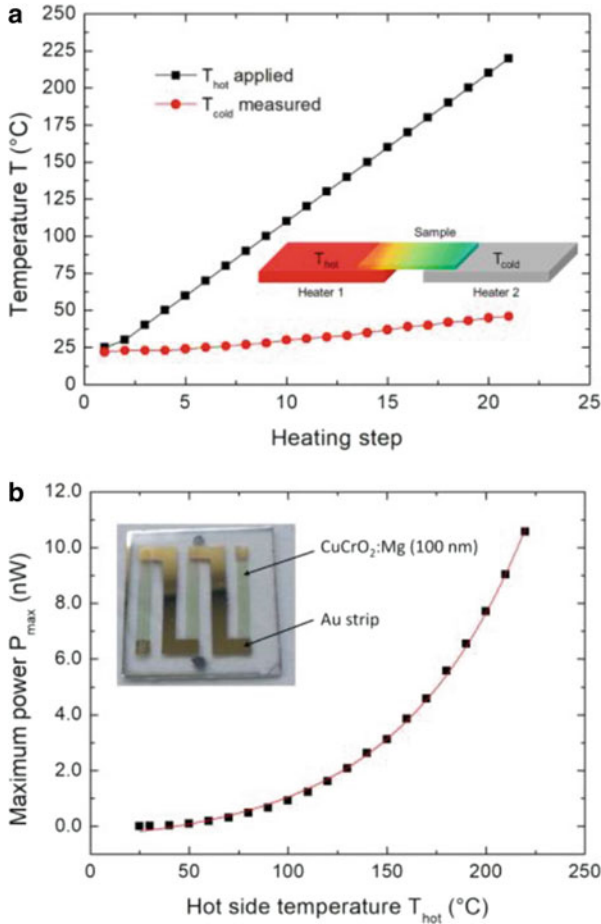 a
225
200
175
150
125
100
75
50
25
0
Temperature T (°C)
T_hot applied
T_cold measured
Sample
T_hot
T_cold
Heater 1
Heater 2
0 5 10 15 20 25
Heating step
b
12.0
10.0
8.0
6.0
4.0
2.0
0.0
Maximum power P_max (nW)
CuCrO₂:Mg (100 nm)
Au strip
0 50 100 150 200 250
Hot side temperature T_hot (°C)